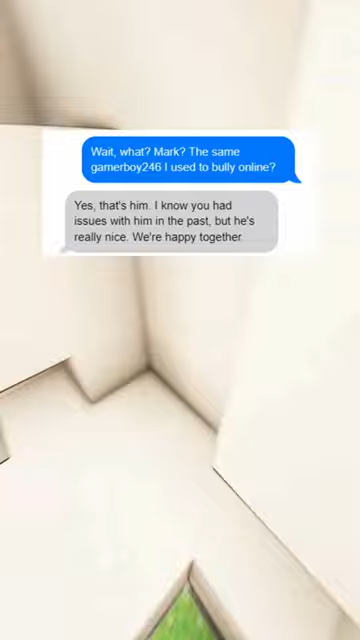 Wait, what? Mark? The same
gamerboy246 I used to bully online?
Yes, that's him. I know you had
issues with him in the past, but he's
really nice. We're happy together